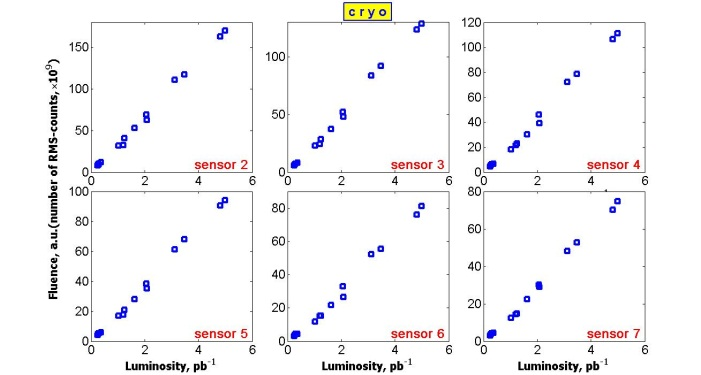 cryo
Fluence, a.u.(number of RMS-counts,×10⁹)
150
100
50
0
0 2 4 6
sensor 2
100
50
0
0 2 4 6
sensor 3
120
100
80
60
40
20
0
0 2 4 6
sensor 4
100
80
60
40
20
0
0 2 4 6
sensor 5
Luminosity, pb⁻¹
80
60
40
20
0
0 2 4 6
sensor 6
Luminosity, pb⁻¹
80
60
40
20
0
0 2 4 6
sensor 7
Luminosity, pb⁻¹